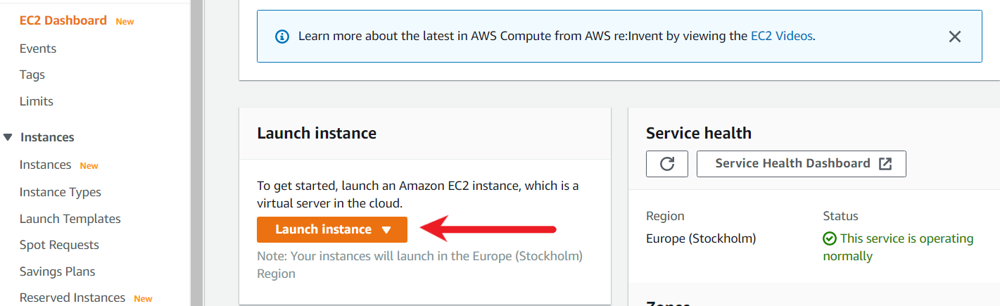 EC2 Dashboard New
Events
Tags
Limits
Instances
Instances New
Instance Types
Launch Templates
Spot Requests
Savings Plans
Reserved Instances New
Learn more about the latest in AWS Compute from AWS re:Invent by viewing the EC2 Videos.
Launch instance
To get started, launch an Amazon EC2 instance, which is a
virtual server in the cloud.
Launch instance
Note: Your instances will launch in the Europe (Stockholm)
Region
Service health
Service Health Dashboard
Region
Europe (Stockholm)
Status
This service is operating
normally
Zones